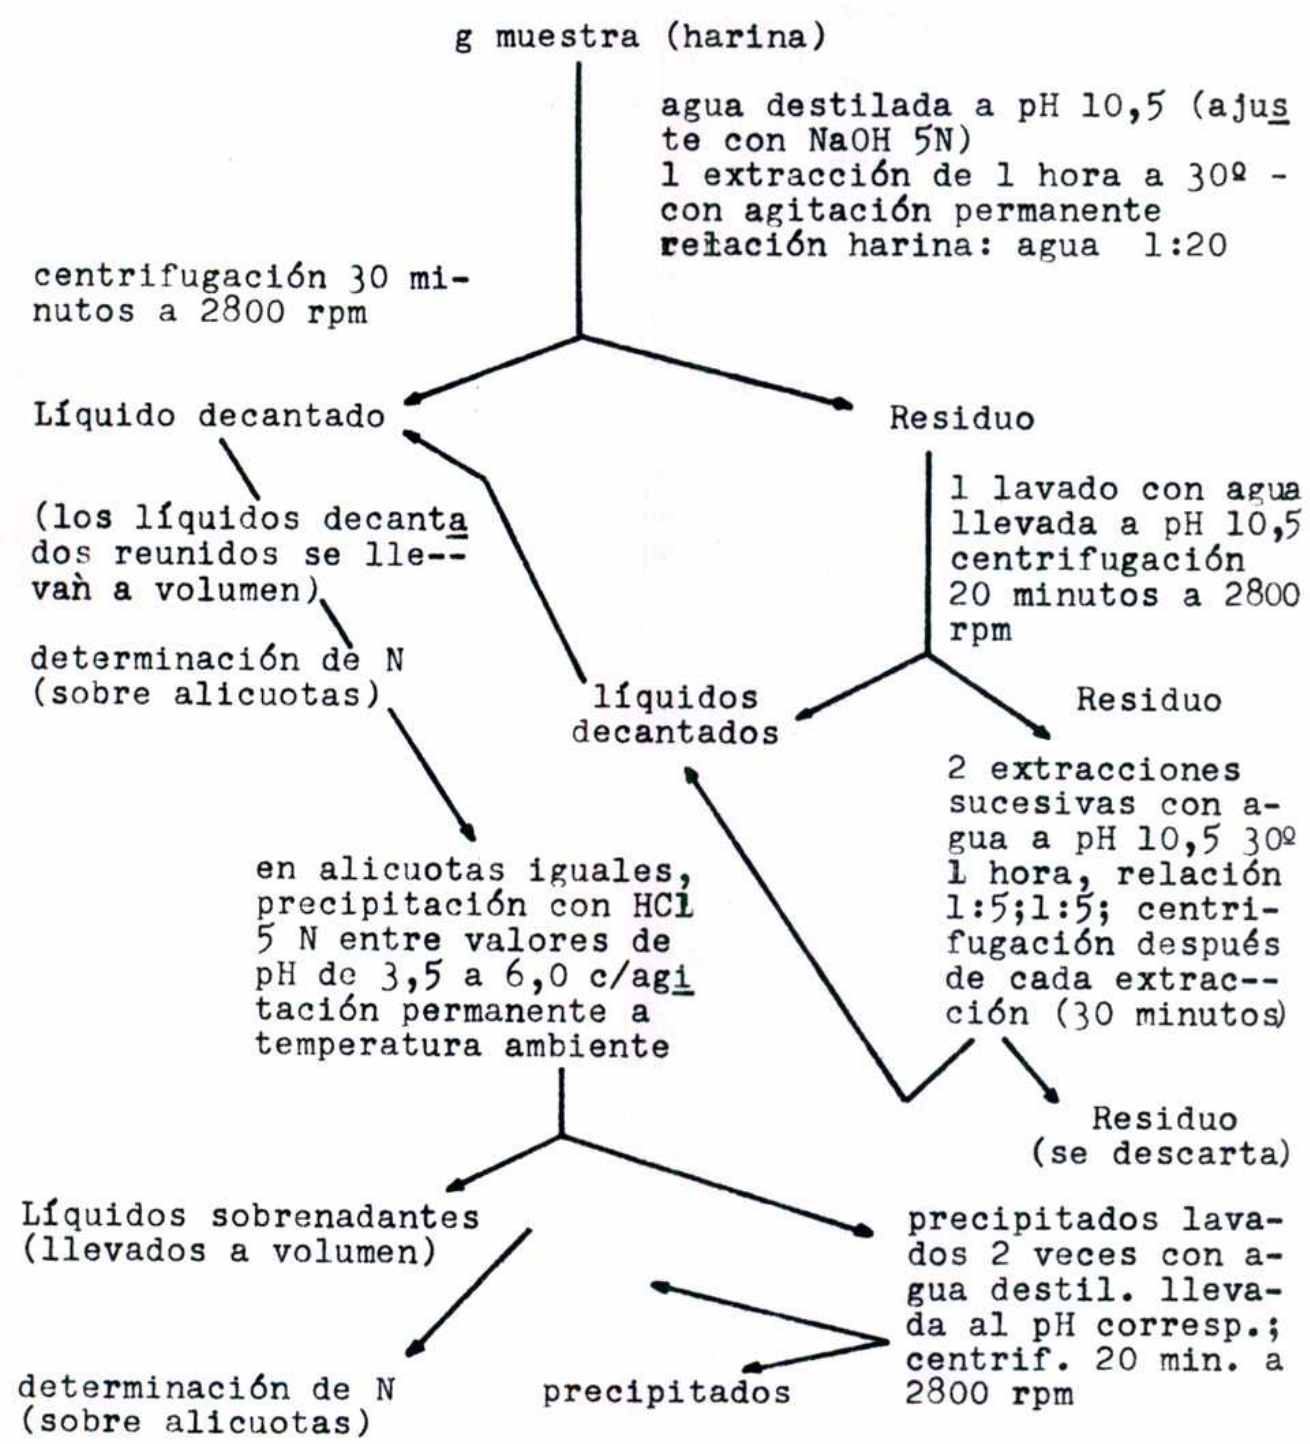 g muestra (harina)
agua destilada a pH 10,5 (ajus
te con NaOH 5N)
1 extracción de 1 hora a 30º -
con agitación permanente
relación harina: agua 1:20
centrifugación 30 mi-
nutos a 2800 rpm
Líquido decantado
Residuo
1 lavado con agua
llevada a pH 10,5
centrifugación
20 minutos a 2800
rpm
(los líquidos decanta
dos reunidos se lle--
van a volumen)
determinación de N
(sobre alicuotas)
líquidos
decantados
Residuo
2 extracciones
sucesivas con a-
gua a pH 10,5 30º
1 hora, relación
1:5;1:5; centri-
fugación después
de cada extrac--
ción (30 minutos)
en alicuotas iguales,
precipitación con HCl
5 N entre valores de
pH de 3,5 a 6,0 c/agi
tación permanente a
temperatura ambiente
Residuo
(se descarta)
Líquidos sobrenadantes
(llevados a volumen)
precipitados lava-
dos 2 veces con a-
gua destil. lleva-
da al pH corresp.;
centrif. 20 min. a
2800 rpm
determinación de N
(sobre alicuotas)
precipitados